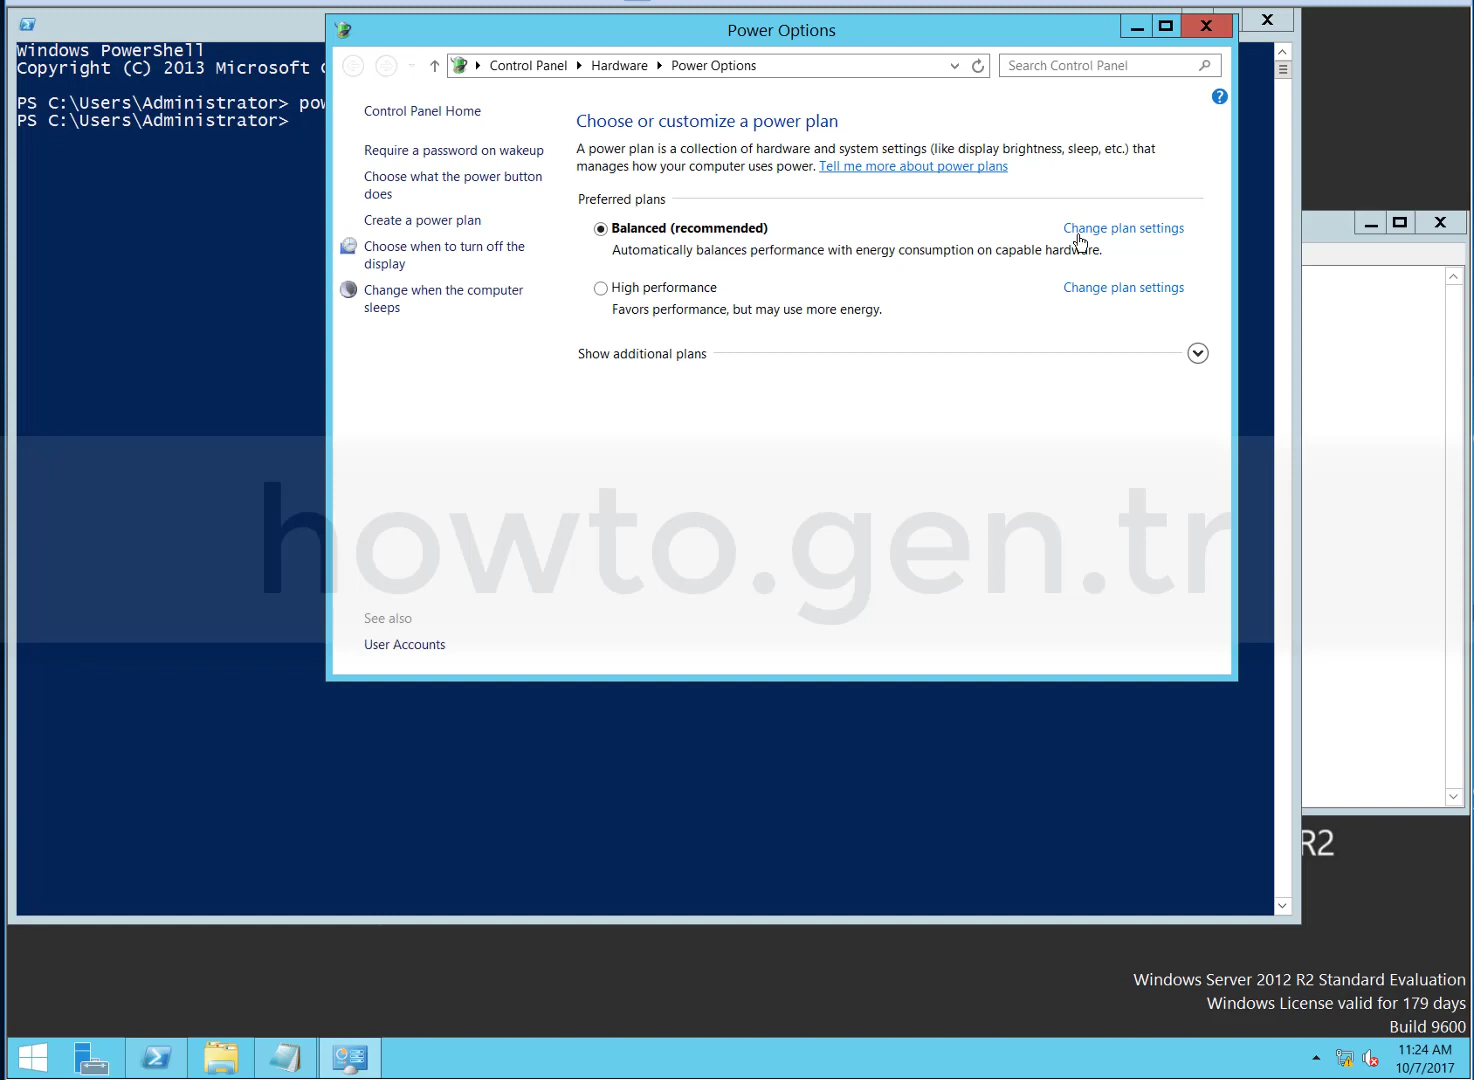 Windows PowerShell
Copyright (C) 2013 Microsoft
PS C:\Users\Administrator>
PS C:\Users\Administrator>
Power Options
Control Panel
Hardware
Power Options
Search Control Panel
Control Panel Home
Require a password on wakeup
Choose what the power button
does
Create a power plan
Choose when to turn off the
display
Change when the computer
sleeps
Choose or customize a power plan
A power plan is a collection of hardware and system settings (like display brightness, sleep, etc.) that
manages how your computer uses power. Tell me more about power plans
Preferred plans
Balanced (recommended) Change plan settings
Automatically balances performance with energy consumption on capable hardware.
High performance Change plan settings
Favors performance, but may use more energy.
Show additional plans
howto.gen.tr
See also
User Accounts
R2
Windows Server 2012 R2 Standard Evaluation
Windows License valid for 179 days
Build 9600
11:24 AM
10/7/2017